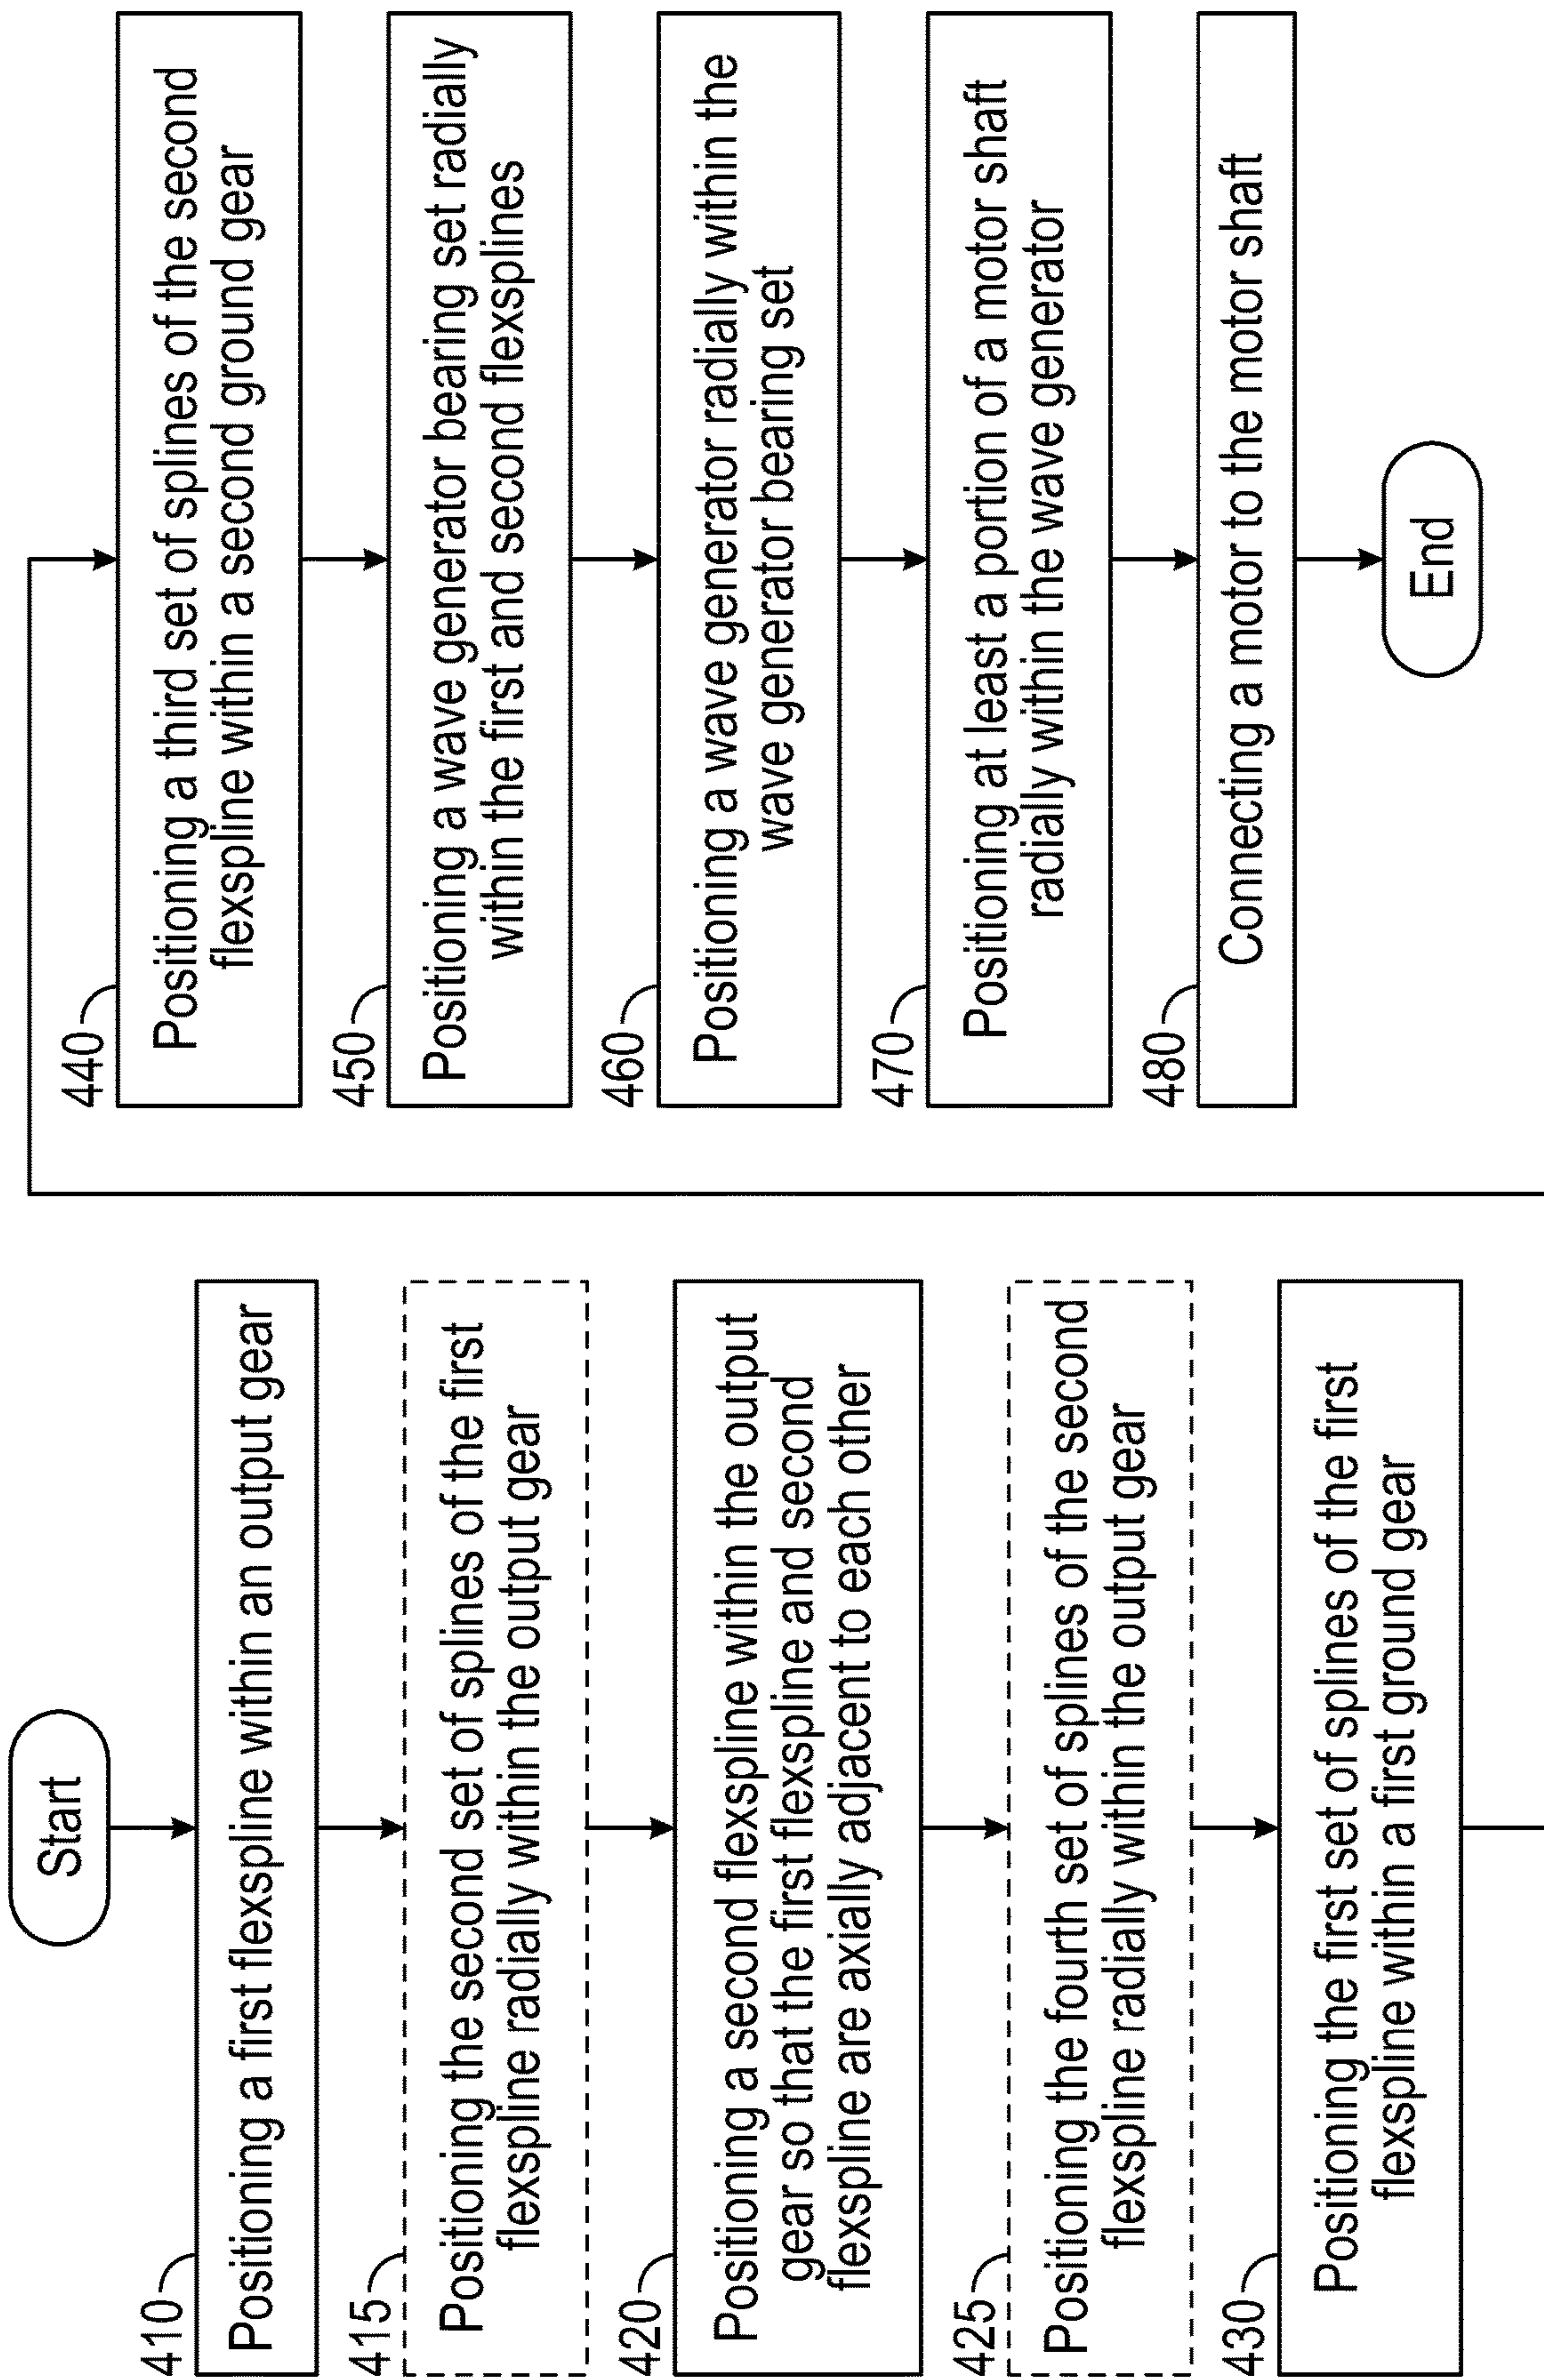 Start
410
Positioning a first flexspline within an output gear
415
Positioning the second set of splines of the first
flexspline radially within the output gear
420
Positioning a second flexspline within the output
gear so that the first flexspline and second
flexspline are axially adjacent to each other
425
Positioning the fourth set of splines of the second
flexspline radially within the output gear
430
Positioning the first set of splines of the first
flexspline within a first ground gear
440
Positioning a third set of splines of the second
flexspline within a second ground gear
450
Positioning a wave generator bearing set radially
within the first and second flexsplines
460
Positioning a wave generator radially within the
wave generator bearing set
470
Positioning at least a portion of a motor shaft
radially within the wave generator
480
Connecting a motor to the motor shaft
End